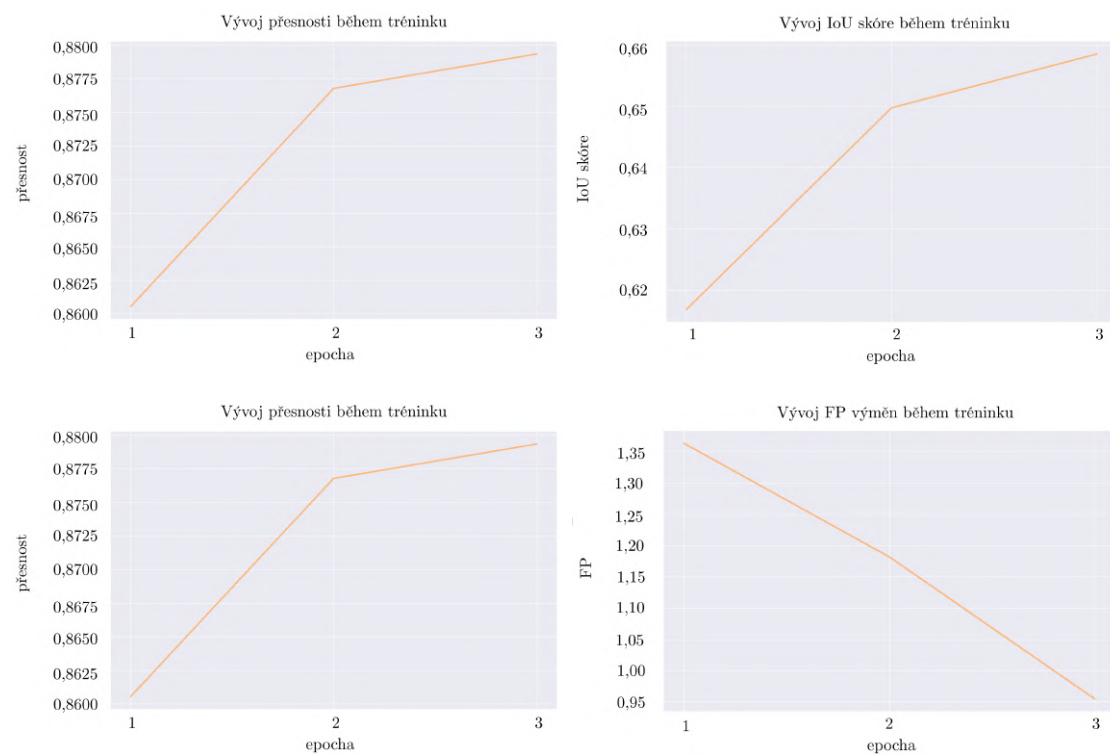 Vývoj přesnosti během tréninku
0,8800
0,8775
0,8750
0,8725
0,8700
0,8675
0,8650
0,8625
0,8600
přesnost
1 2 3
epocha
Vývoj IoU skóre během tréninku
0,66
0,65
0,64
0,63
0,62
IoU skóre
1 2 3
epocha
Vývoj přesnosti během tréninku
0,8800
0,8775
0,8750
0,8725
0,8700
0,8675
0,8650
0,8625
0,8600
přesnost
1 2 3
epocha
Vývoj FP výměn během tréninku
1,35
1,30
1,25
1,20
1,15
1,10
1,05
1,00
0,95
FP
1 2 3
epocha